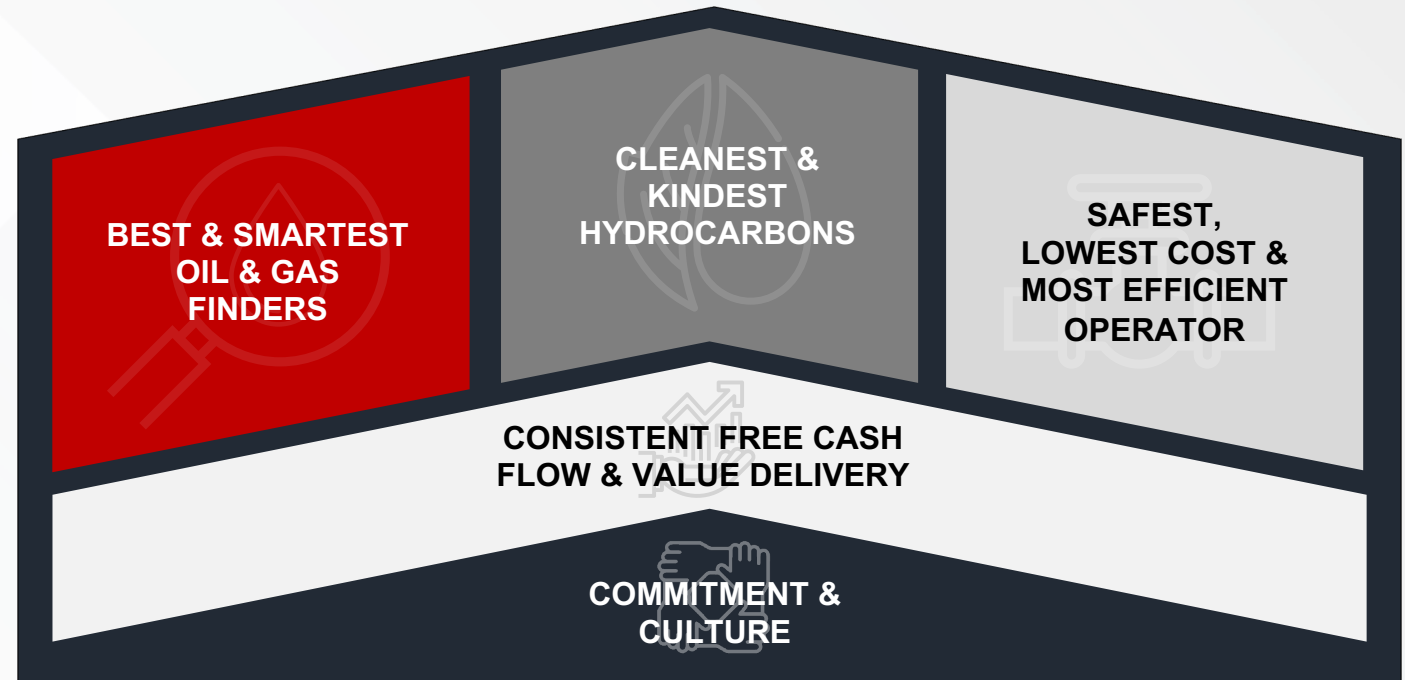 BEST & SMARTEST
OIL & GAS
FINDERS
CLEANEST &
KINDEST
HYDROCARBONS
SAFEST,
LOWEST COST &
MOST EFFICIENT
OPERATOR
CONSISTENT FREE CASH
FLOW & VALUE DELIVERY
COMMITMENT &
CULTURE